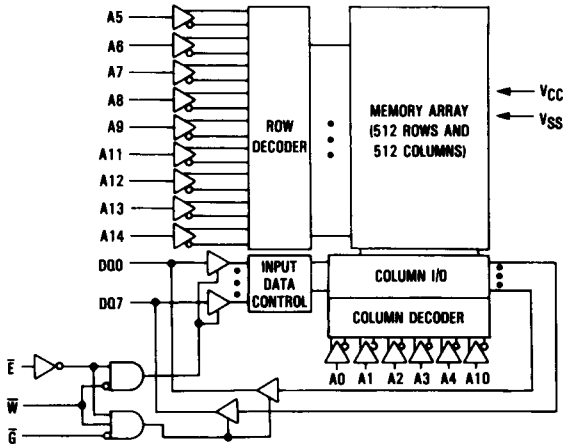 A5
A6
A7
A8
A9
A11
A12
A13
A14
ROW
DECODER
MEMORY ARRAY
(512 ROWS AND
512 COLUMNS)
VCC
VSS
DQ0
DQ7
INPUT
DATA
CONTROL
COLUMN I/O
COLUMN DECODER
A0 A1 A2 A3 A4 A10
E̅
W̅
G̅